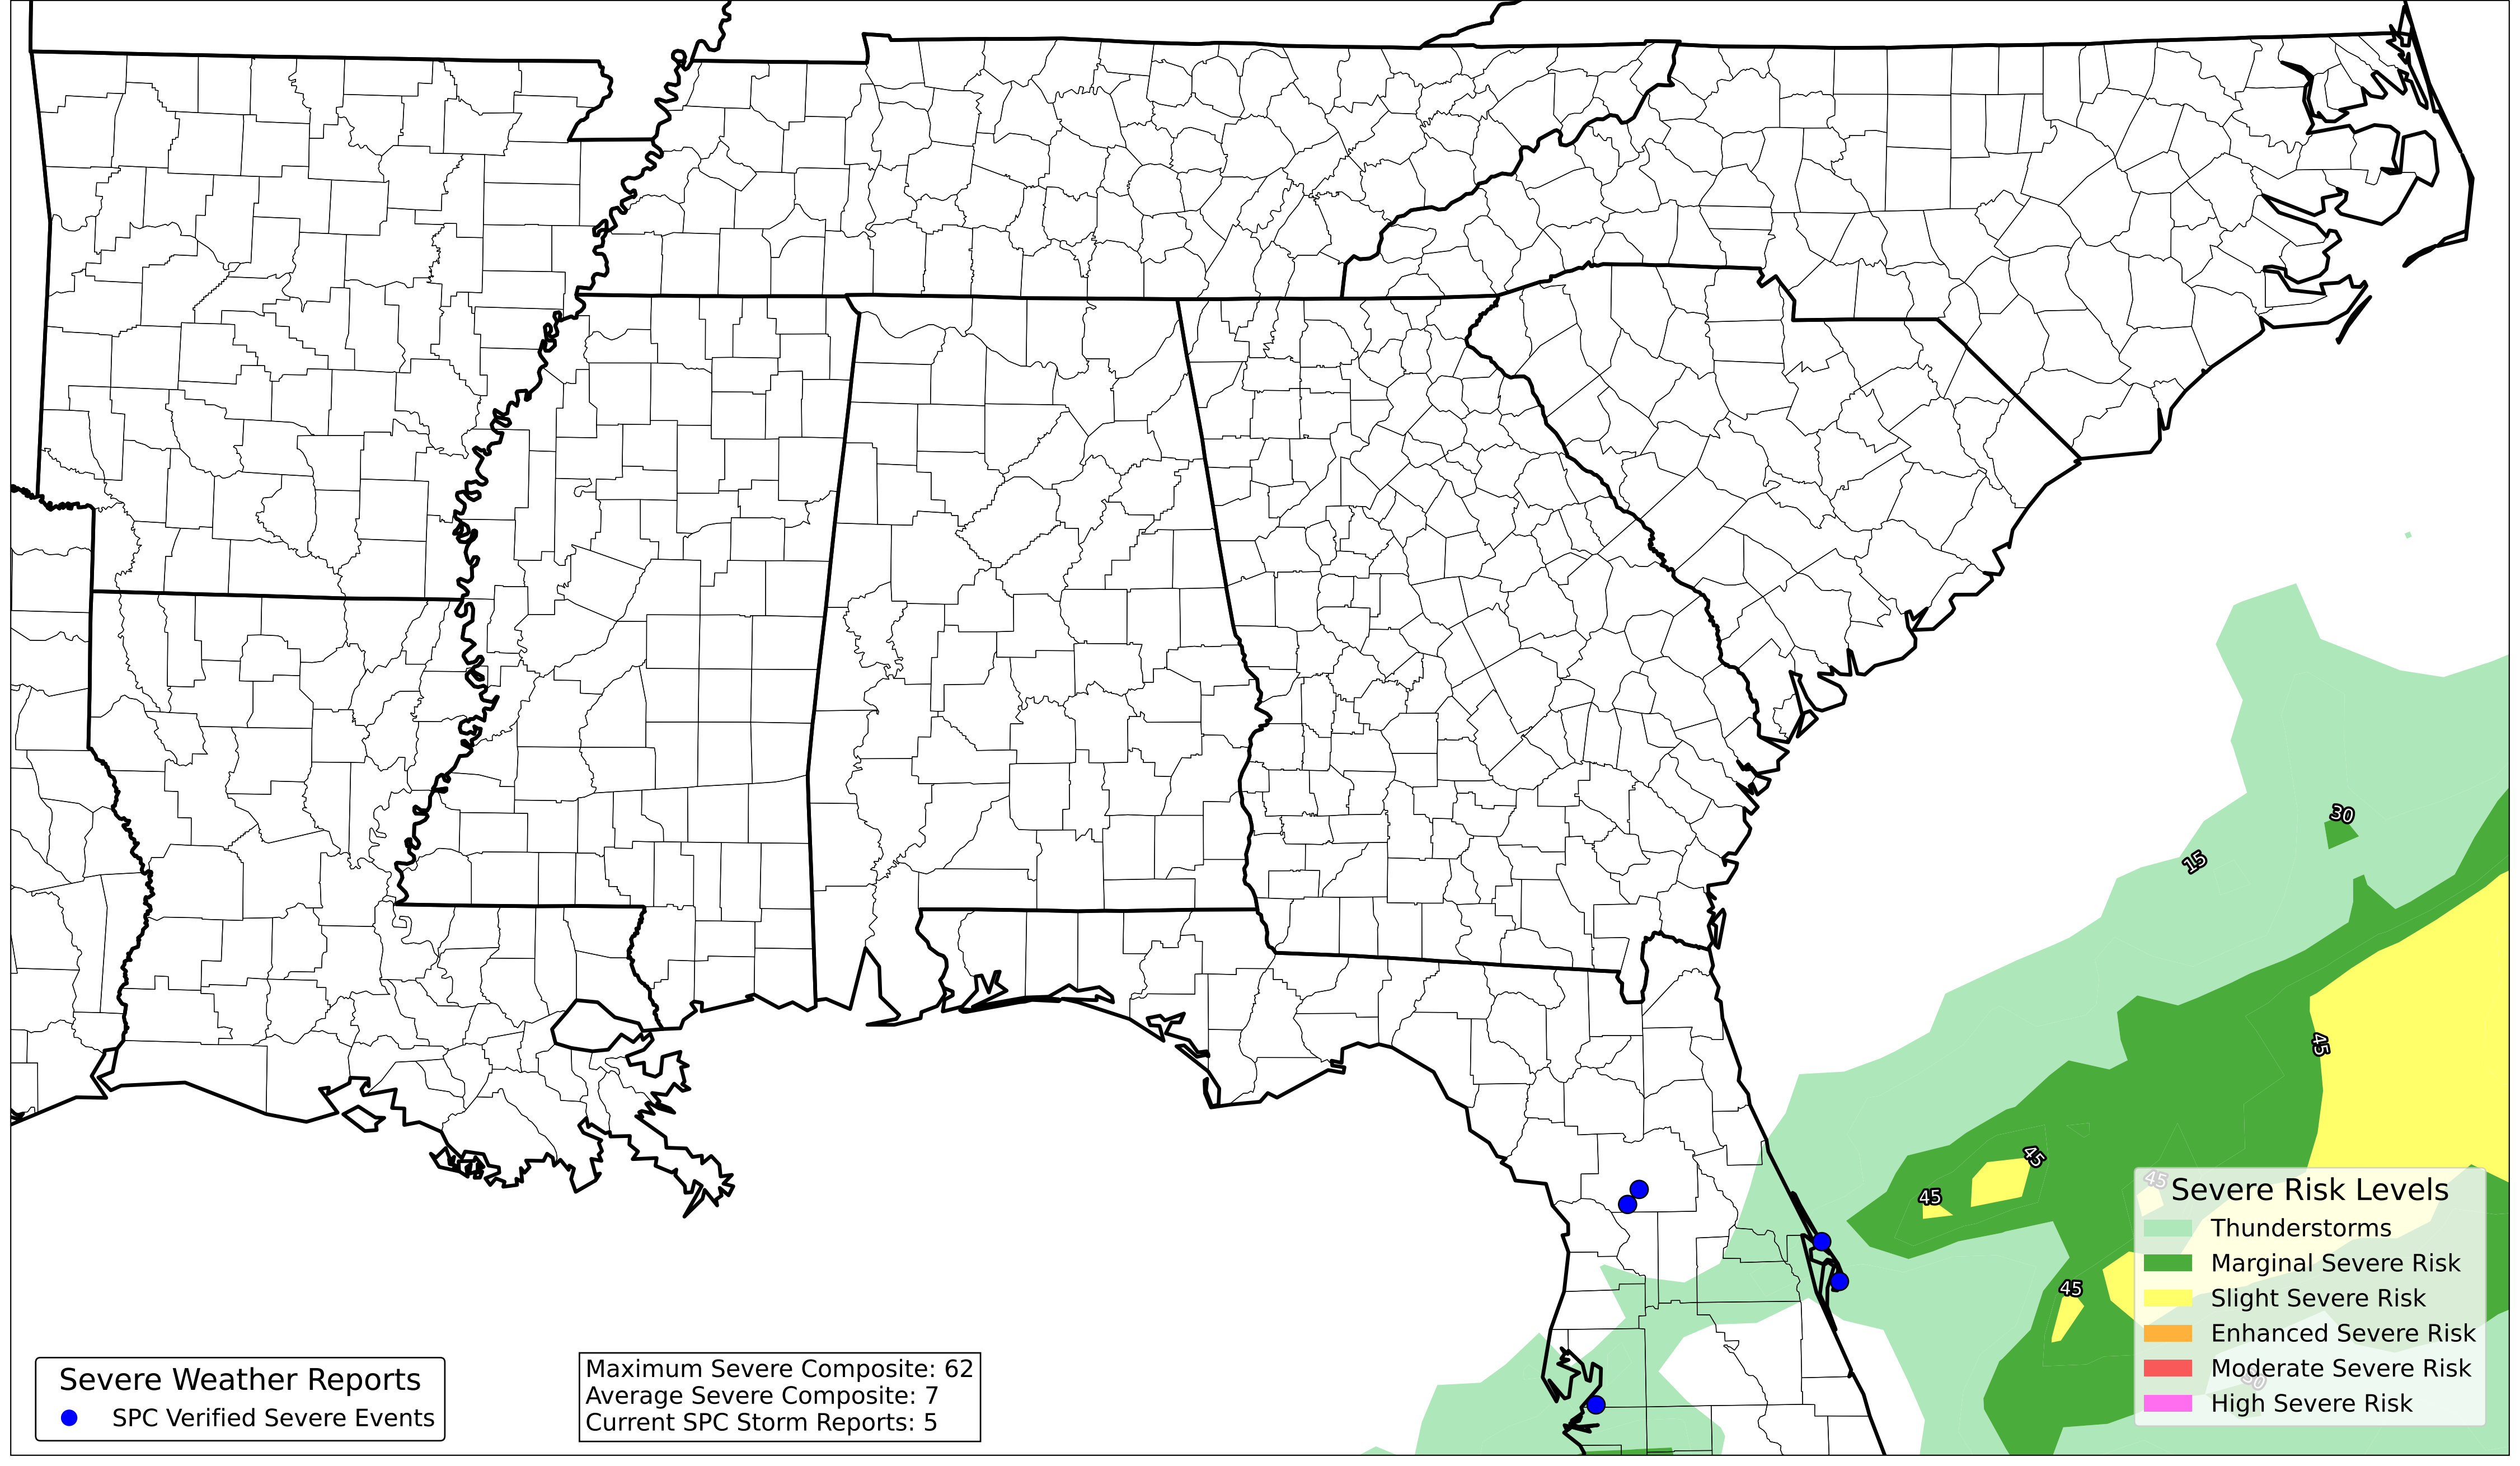 30
15
45
45
45
45
Severe Risk Levels
Thunderstorms
Marginal Severe Risk
45
Slight Severe Risk
Enhanced Severe Risk
Moderate Severe Risk
30
High Severe Risk
Severe Weather Reports
SPC Verified Severe Events
Maximum Severe Composite: 62
Average Severe Composite: 7
Current SPC Storm Reports: 5